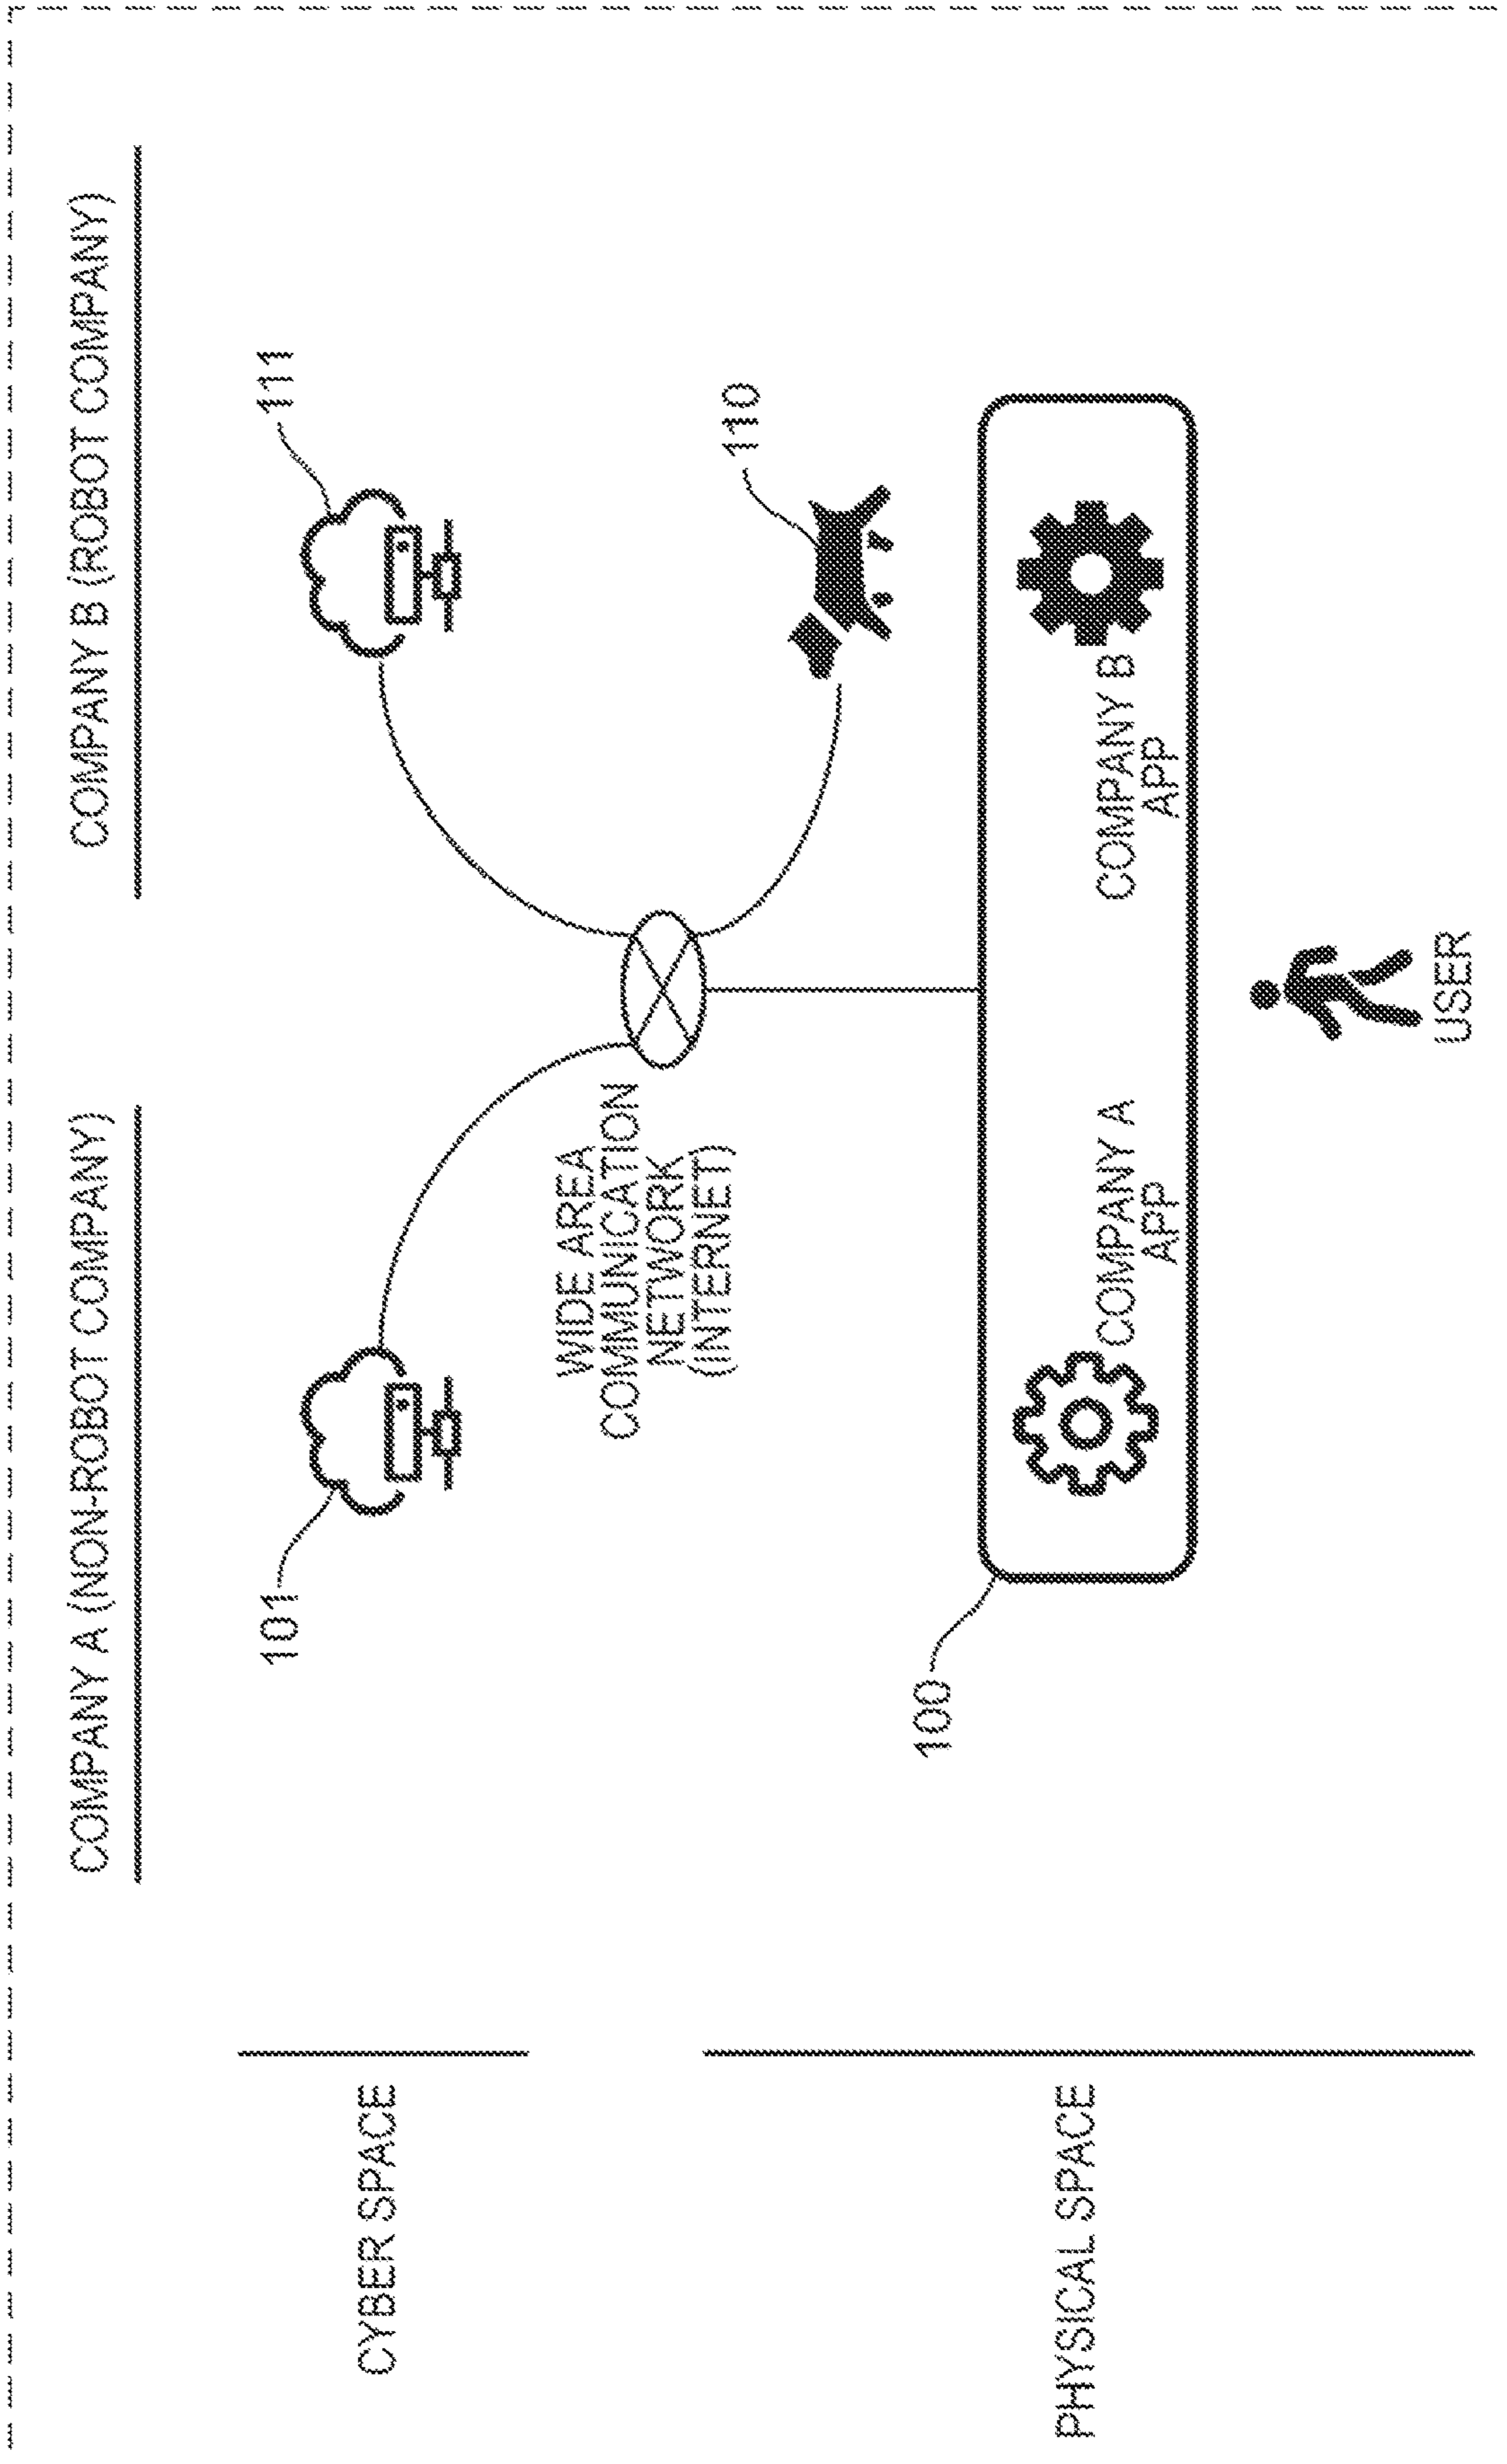 COMPANY A (NON-ROBOT COMPANY)
COMPANY B (ROBOT COMPANY)
CYBER SPACE
101
111
WIDE AREA
COMMUNICATION
NETWORK
(INTERNET)
110
PHYSICAL SPACE
100
COMPANY A
APP
COMPANY B
APP
USER